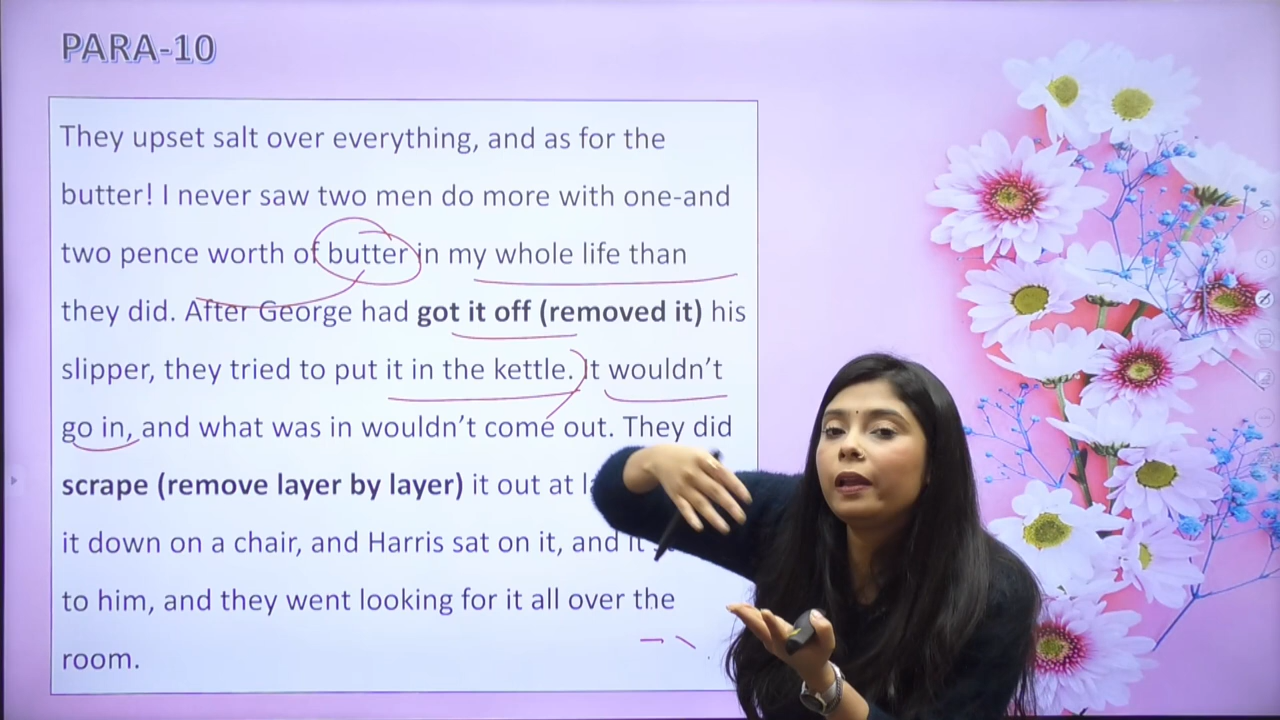 PARA-10
They upset salt over everything, and as for the
butter! I never saw two men do more with one-and
two pence worth of butter in my whole life than
they did. After George had got it off (removed it) his
slipper, they tried to put it in the kettle. It wouldn’t
go in, and what was in wouldn’t come out. They did
scrape (remove layer by layer) it out at
it down on a chair, and Harris sat on it, and it
to him, and they went looking for it all over the
room.